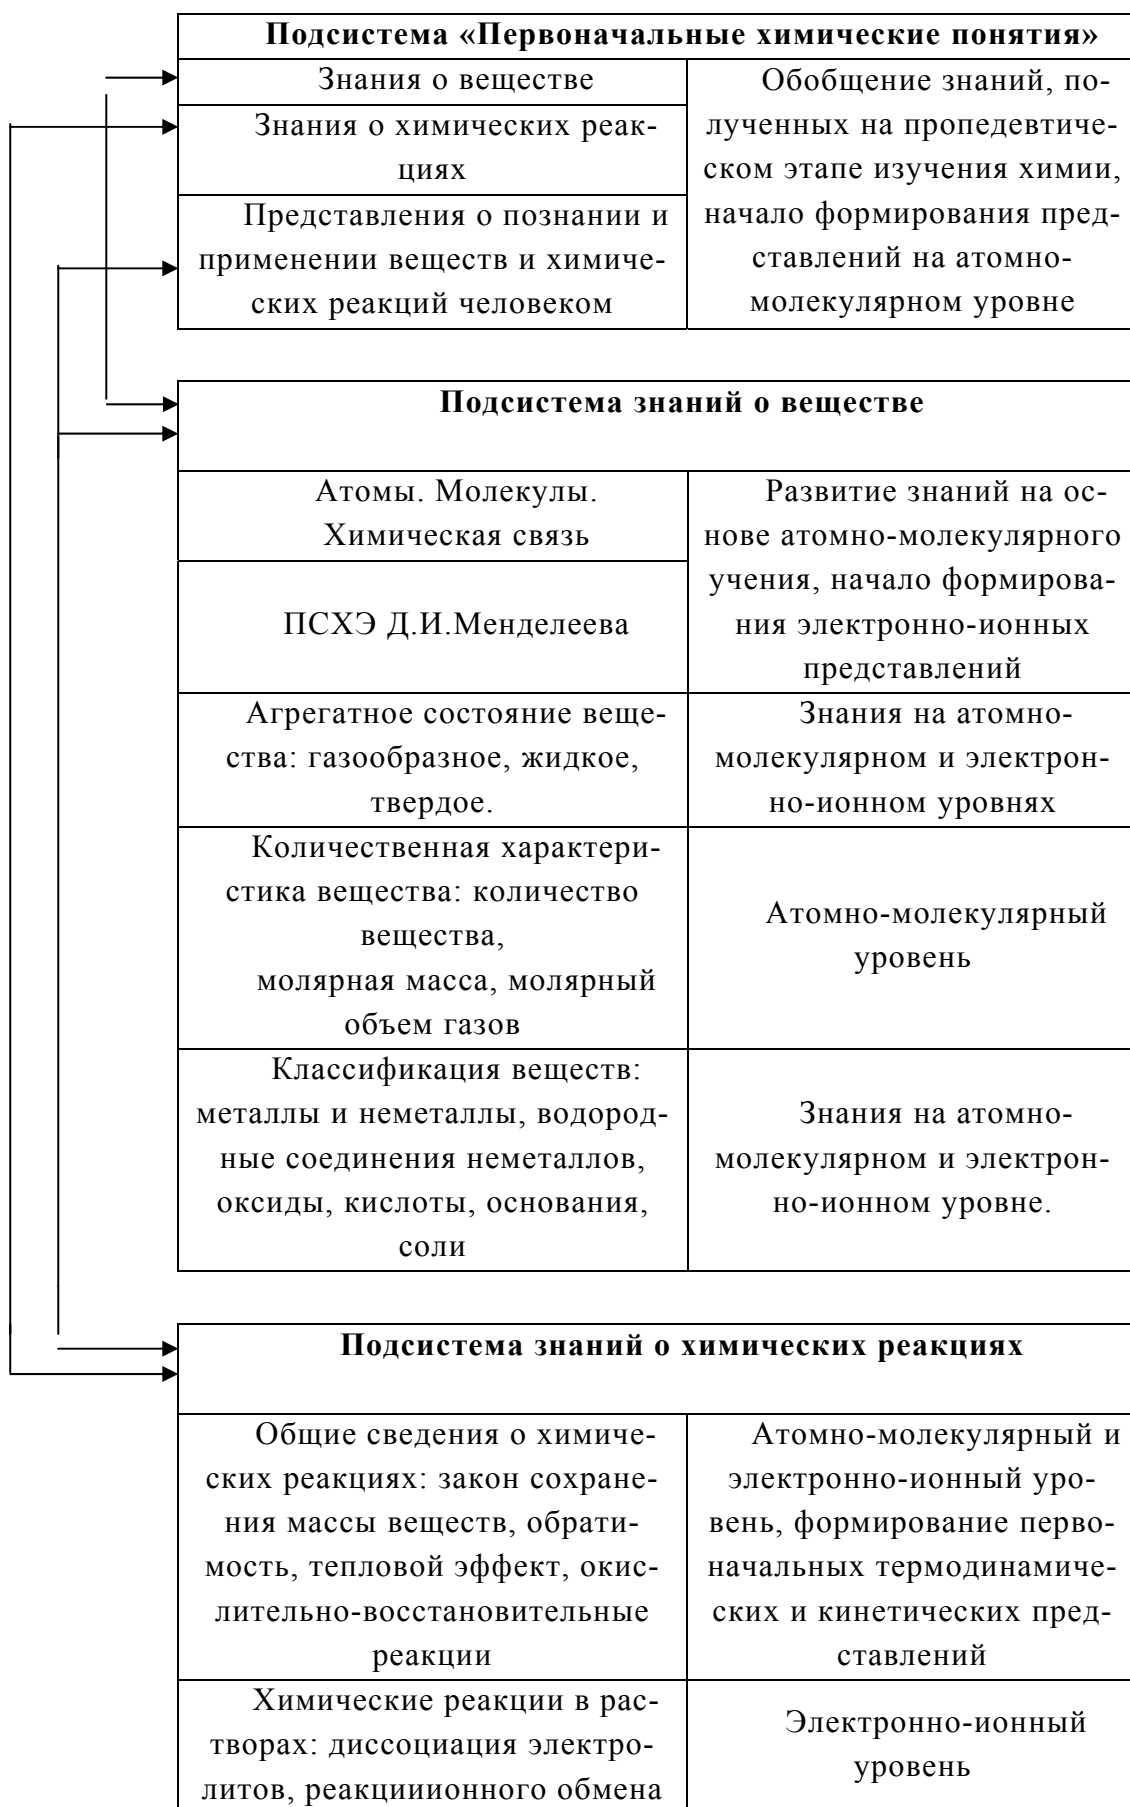 Подсистема «Первоначальные химические понятия»
Знания о веществе
Знания о химических реак-
циях
Представления о познании и
применении веществ и химиче-
ских реакций человеком
Обобщение знаний, по-
лученных на пропедевтиче-
ском этапе изучения химии,
начало формирования пред-
ставлений на атомно-
молекулярном уровне
Подсистема знаний о веществе
Атомы. Молекулы.
Химическая связь
ПСХЭ Д.И.Менделеева
Развитие знаний на ос-
нове атомно-молекулярного
учения, начало формирова-
ния электронно-ионных
представлений
Агрегатное состояние веще-
ства: газообразное, жидкое,
твердое.
Знания на атомно-
молекулярном и электрон-
но-ионном уровнях
Количественная характери-
стика вещества: количество
вещества,
молярная масса, молярный
объем газов
Атомно-молекулярный
уровень
Классификация веществ:
металлы и неметаллы, водород-
ные соединения неметаллов,
оксиды, кислоты, основания,
соли
Знания на атомно-
молекулярном и электрон-
но-ионном уровне.
Подсистема знаний о химических реакциях
Общие сведения о химиче-
ских реакциях: закон сохране-
ния массы веществ, обрати-
мость, тепловой эффект, окис-
лительно-восстановительные
реакции
Атомно-молекулярный и
электронно-ионный уро-
вень, формирование перво-
начальных термодинамиче-
ских и кинетических пред-
ставлений
Химические реакции в рас-
творах: диссоциация электро-
литов, реакцииионного обмена
Электронно-ионный
уровень